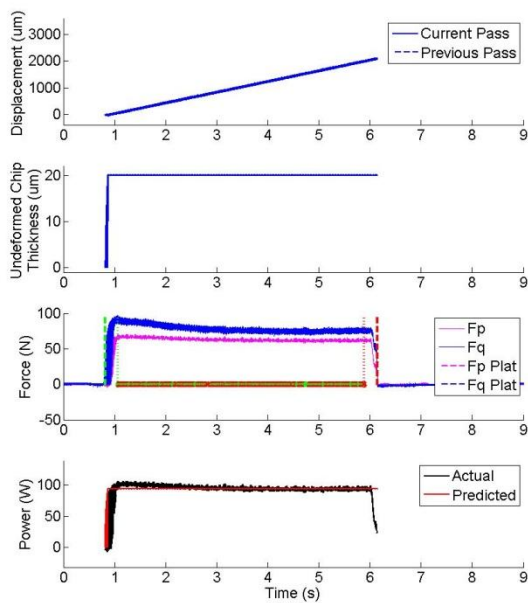 Displacement (um)
3000
2000
1000
0
0 1 2 3 4 5 6 7 8 9
Current Pass
Previous Pass
Undeformed Chip
Thickness (um)
20
10
0
0 1 2 3 4 5 6 7 8 9
Force (N)
100
50
0
-50
0 1 2 3 4 5 6 7 8 9
Fp
Fq
Fp Plat
Fq Plat
Power (W)
100
50
0
0 1 2 3 4 5 6 7 8 9
Time (s)
Actual
Predicted